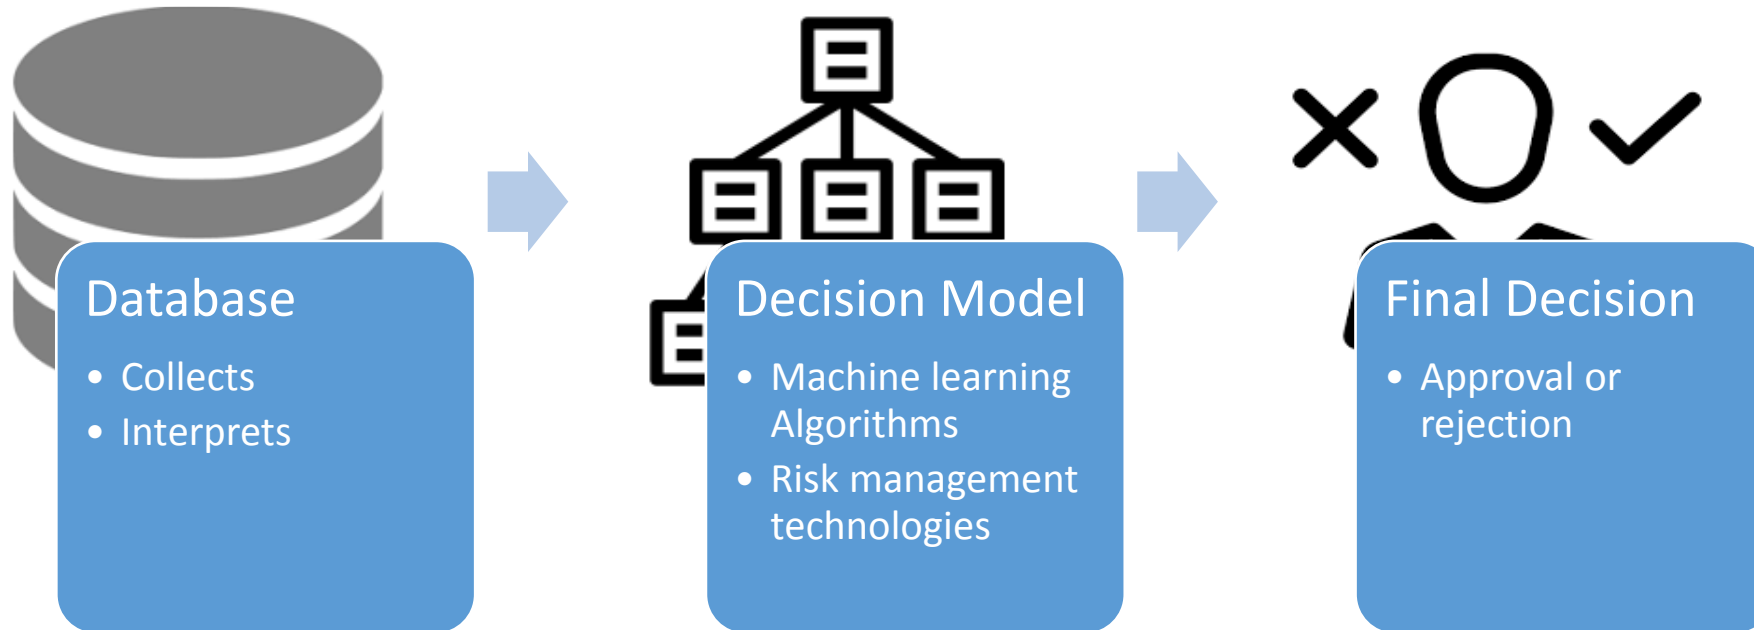 Database
• Collects
• Interprets
Decision Model
• Machine learning
Algorithms
• Risk management
technologies
Final Decision
• Approval or
rejection